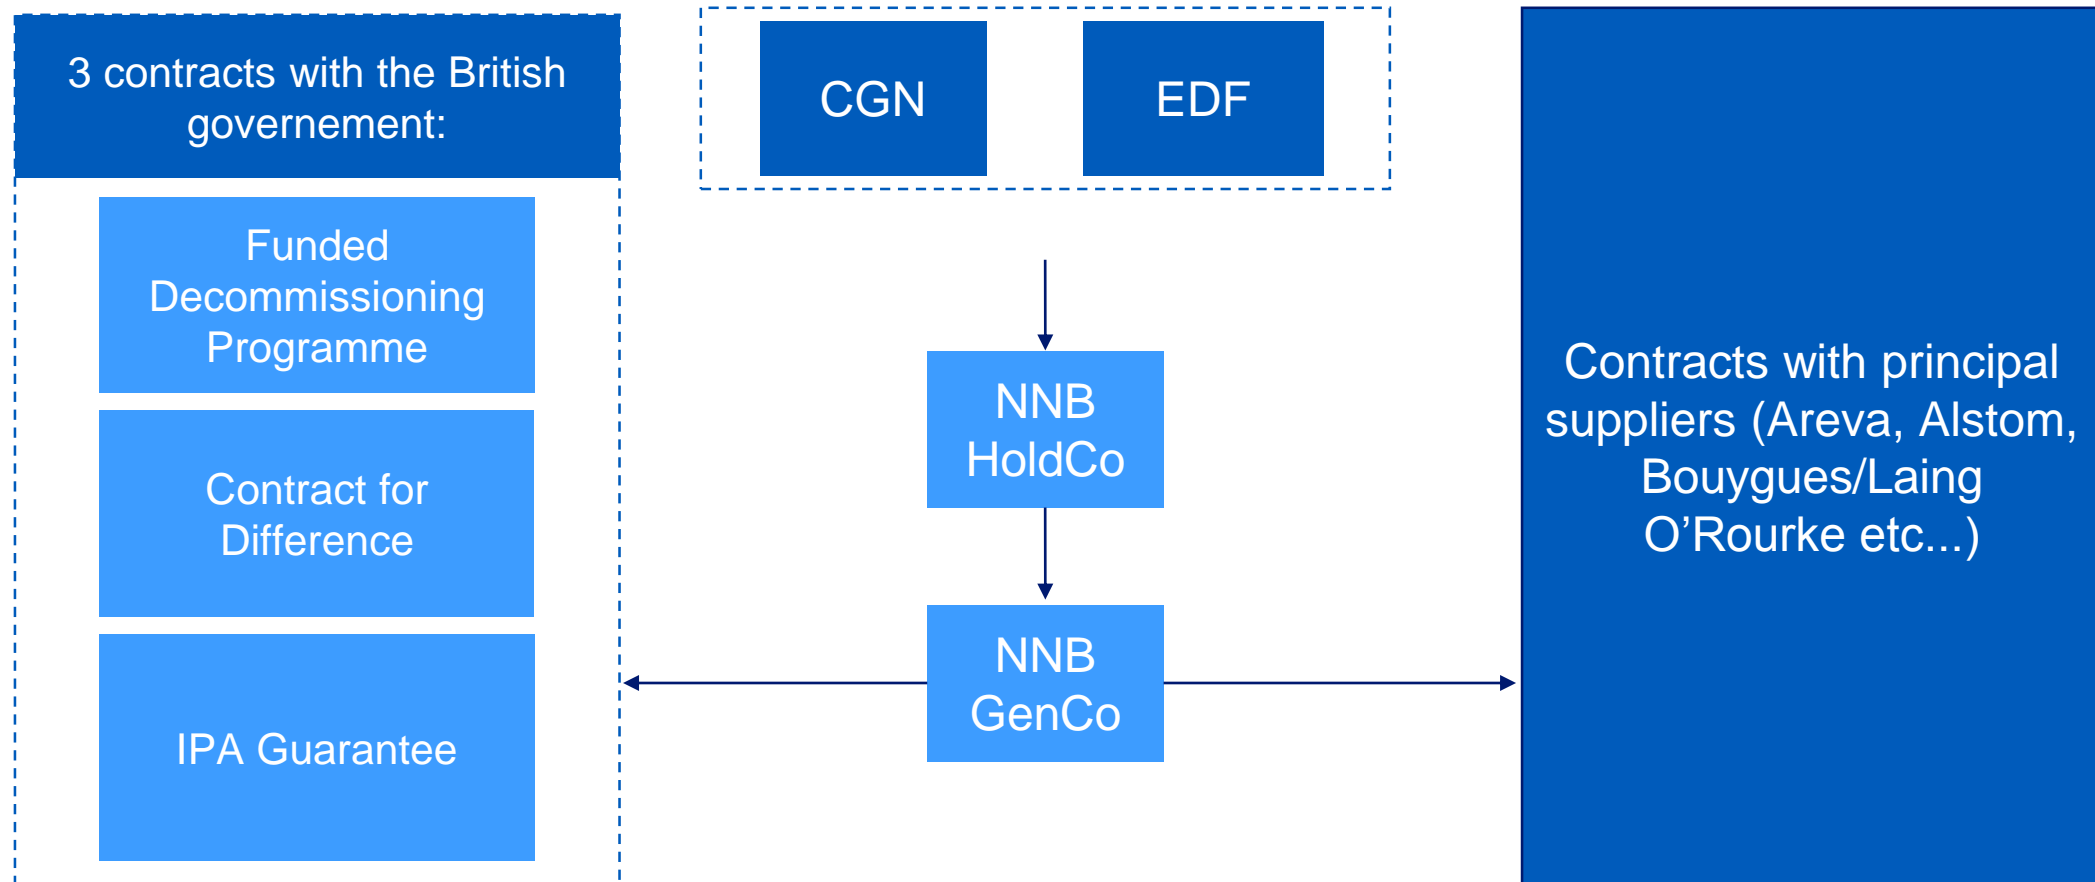 3 contracts with the British
governement:
Funded
Decommissioning
Programme
Contract for
Difference
IPA Guarantee
CGN
EDF
NNB
HoldCo
NNB
GenCo
Contracts with principal
suppliers (Areva, Alstom,
Bouygues/Laing
O’Rourke etc...)